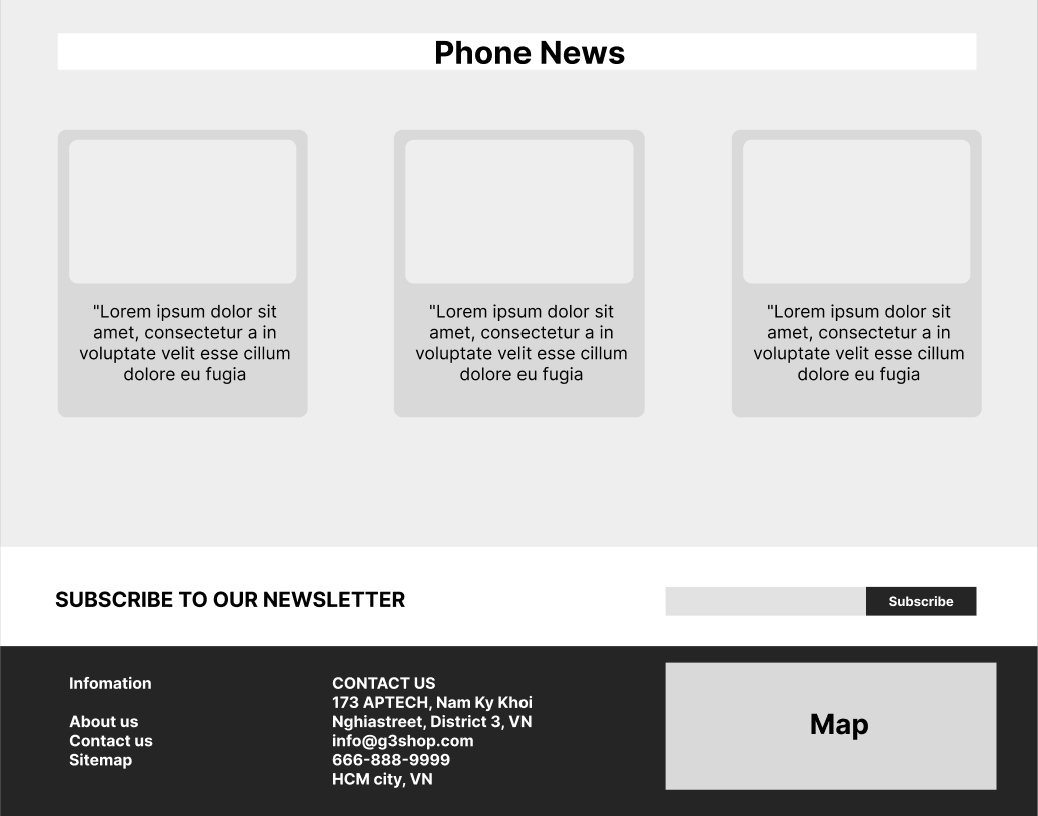 Phone News
"Lorem ipsum dolor sit
amet, consectetur a in
voluptate velit esse cillum
dolore eu fugia
"Lorem ipsum dolor sit
amet, consectetur a in
voluptate velit esse cillum
dolore eu fugia
"Lorem ipsum dolor sit
amet, consectetur a in
voluptate velit esse cillum
dolore eu fugia
SUBSCRIBE TO OUR NEWSLETTER
Subscribe
Infomation
About us
Contact us
Sitemap
CONTACT US
173 APTECH, Nam Ky Khoi
Nghiastreet, District 3, VN
info@g3shop.com
666-888-9999
HCM city, VN
Map